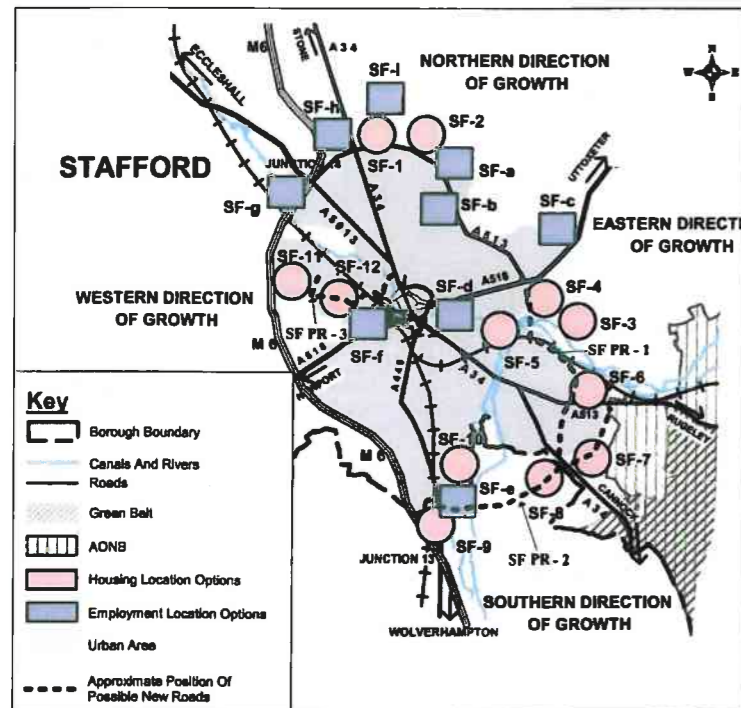 M6
STONE
A 34
ECCLESHALL
NORTHERN DIRECTION
OF GROWTH
N
W
E
S
SF-I
SF-h
SF-2
SF-1
STAFFORD
SF-a
UTTOXETER
SF-g
SF-b
SF-c
A 34
A5013
A513
EASTERN DIRECTION
OF GROWTH
SF-11
SF-12
WESTERN DIRECTION
OF GROWTH
SF PR - 3
SF-d
A518
SF-4
SF-3
M 6
A518
SF-f
SF-5
SF PR - 1
NEWPORT
A449
A 34
SF-6
A513
RUGELEY
M 6
SF-10
SF-7
CANNOCK
SF-e
SF-8
A 34
SF-9
SF PR - 2
JUNCTION 13
SOUTHERN DIRECTION
OF GROWTH
WOLVERHAMPTON
Key
Borough Boundary
Canals And Rivers
Roads
Green Belt
AONB
Housing Location Options
Employment Location Options
Urban Area
Approximate Position Of
Possible New Roads